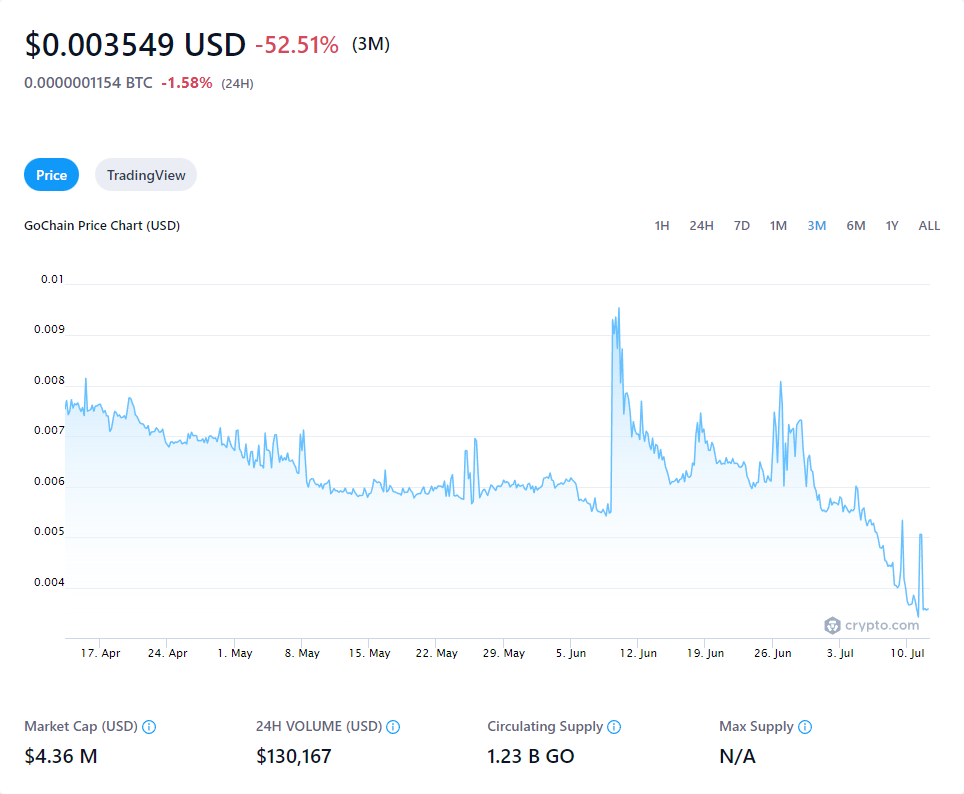 $0.003549 USD -52.51% (3M)
0.0000001154 BTC -1.58% (24H)
Price TradingView
GoChain Price Chart (USD) 1H 24H 7D 1M 3M 6M 1Y ALL
0.01
0.009
0.008
0.007
0.006
0.005
0.004
crypto.com
17. Apr 24. Apr 1. May 8. May 15. May 22. May 29. May 5. Jun 12. Jun 19. Jun 26. Jun 3. Jul 10. Jul
Market Cap (USD) 24H VOLUME (USD) Circulating Supply Max Supply
$4.36 M $130,167 1.23 B GO N/A